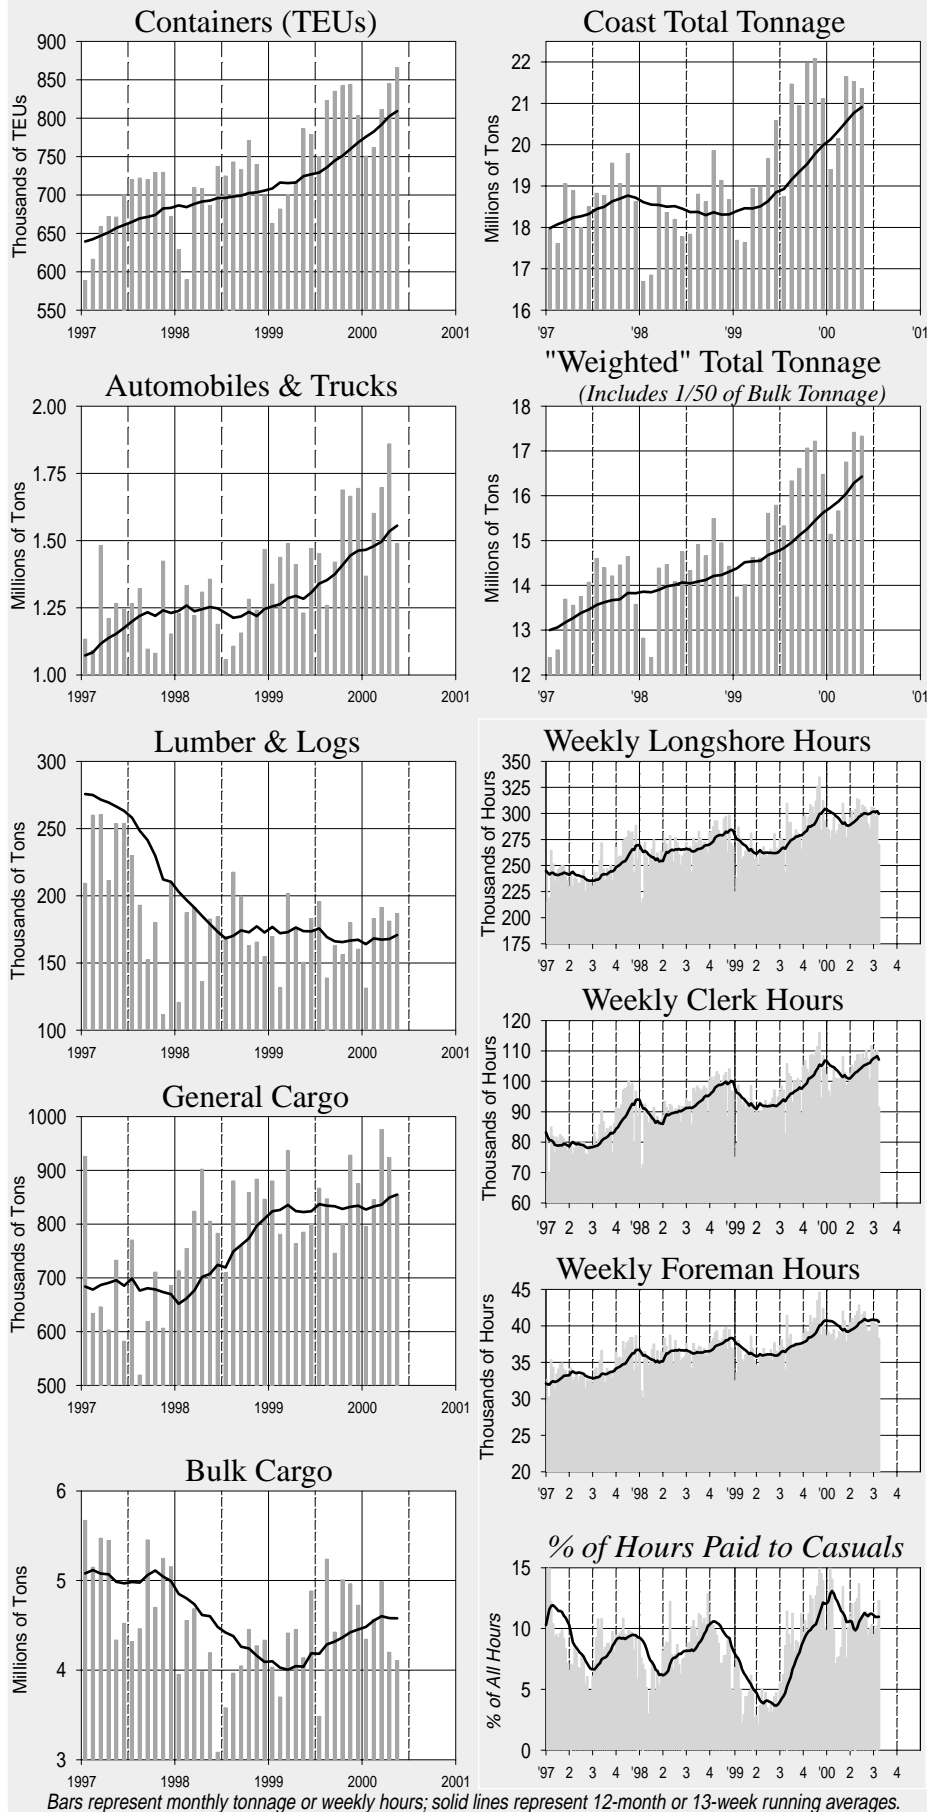 Containers (TEUs)
Thousands of TEUs
900
850
800
750
700
650
600
550
1997 1998 1999 2000 2001
Automobiles & Trucks
Millions of Tons
2.00
1.75
1.50
1.25
1.00
1997 1998 1999 2000 2001
Lumber & Logs
Thousands of Tons
300
250
200
150
100
1997 1998 1999 2000 2001
General Cargo
Thousands of Tons
1000
900
800
700
600
500
1997 1998 1999 2000 2001
Bulk Cargo
Millions of Tons
6
5
4
3
1997 1998 1999 2000 2001
Coast Total Tonnage
Millions of Tons
22
21
20
19
18
17
16
'97 '98 '99 '00 '01
"Weighted" Total Tonnage
(Includes 1/50 of Bulk Tonnage)
Millions of Tons
18
17
16
15
14
13
12
'97 '98 '99 '00 '01
Weekly Longshore Hours
Thousands of Hours
350
325
300
275
250
225
200
175
'97 2 3 4 '98 2 3 4 '99 2 3 4 '00 2 3 4
Weekly Clerk Hours
Thousands of Hours
120
110
100
90
80
70
60
'97 2 3 4 '98 2 3 4 '99 2 3 4 '00 2 3 4
Weekly Foreman Hours
Thousands of Hours
45
40
35
30
25
20
'97 2 3 4 '98 2 3 4 '99 2 3 4 '00 2 3 4
% of Hours Paid to Casuals
% of All Hours
15
10
5
0
'97 2 3 4 '98 2 3 4 '99 2 3 4 '00 2 3 4
Bars represent monthly tonnage or weekly hours; solid lines represent 12-month or 13-week running averages.